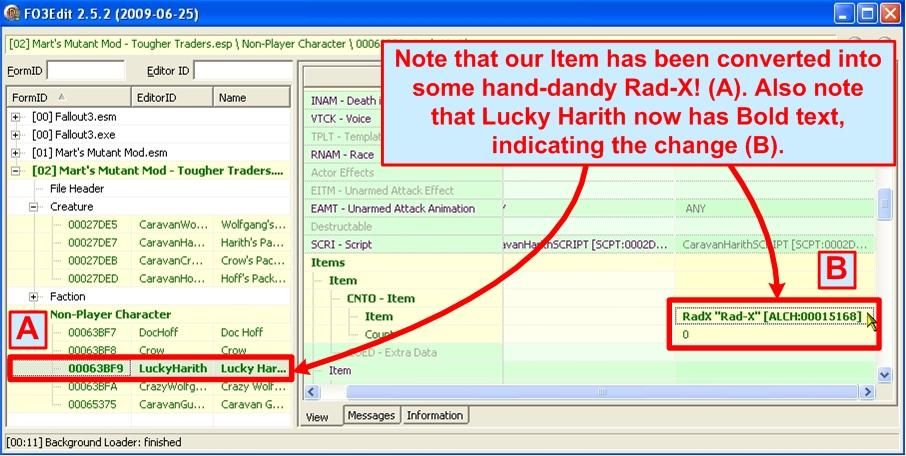 FO3Edit 2.5.2 (2009-06-25)
[02] Mart's Mutant Mod - Tougher Traders.esp \ Non-Player Character \ 0006
Note that our Item has been converted into
some hand-dandy Rad-X! (A). Also note
that Lucky Harith now has Bold text,
indicating the change (B).
FormID
Editor ID
FormID EditorID Name
[00] Fallout3.esm
[00] Fallout3.exe
[01] Mart's Mutant Mod.esm
[02] Mart's Mutant Mod - Tougher Traders....
File Header
Creature
00027DE5 CaravanWo... Wolfgang's...
00027DE7 CaravanHa... Harith's Pa...
00027DEB CaravanCr... Crow's Pac...
00027DED CaravanHo... Hoff's Pack...
Faction
Non-Player Character
A
00063BF7 DocHoff Doc Hoff
00063BF8 Crow Crow
00063BF9 LuckyHarith Lucky Har...
00063BFA CrazyWolfg... Crazy Wolf...
00065375 CaravanGu... Caravan G...
INAM - Death i
VTCK - Voice
TPLT - Templat
RNAM - Race
Actor Effects
EITM - Unarmed Attack Effect
EAMT - Unarmed Attack Animation ANY
Destructable
SCRI - Script avanHarithSCRIPT [SCPT:0002D... CaravanHarithSCRIPT [SCPT:0002D...
Items
B
Item
CNTO - Item
Item RadX "Rad-X" [ALCH:00015168]
Coun 0
ED - Extra Data
Item
View Messages Information
[00:11] Background Loader: finished